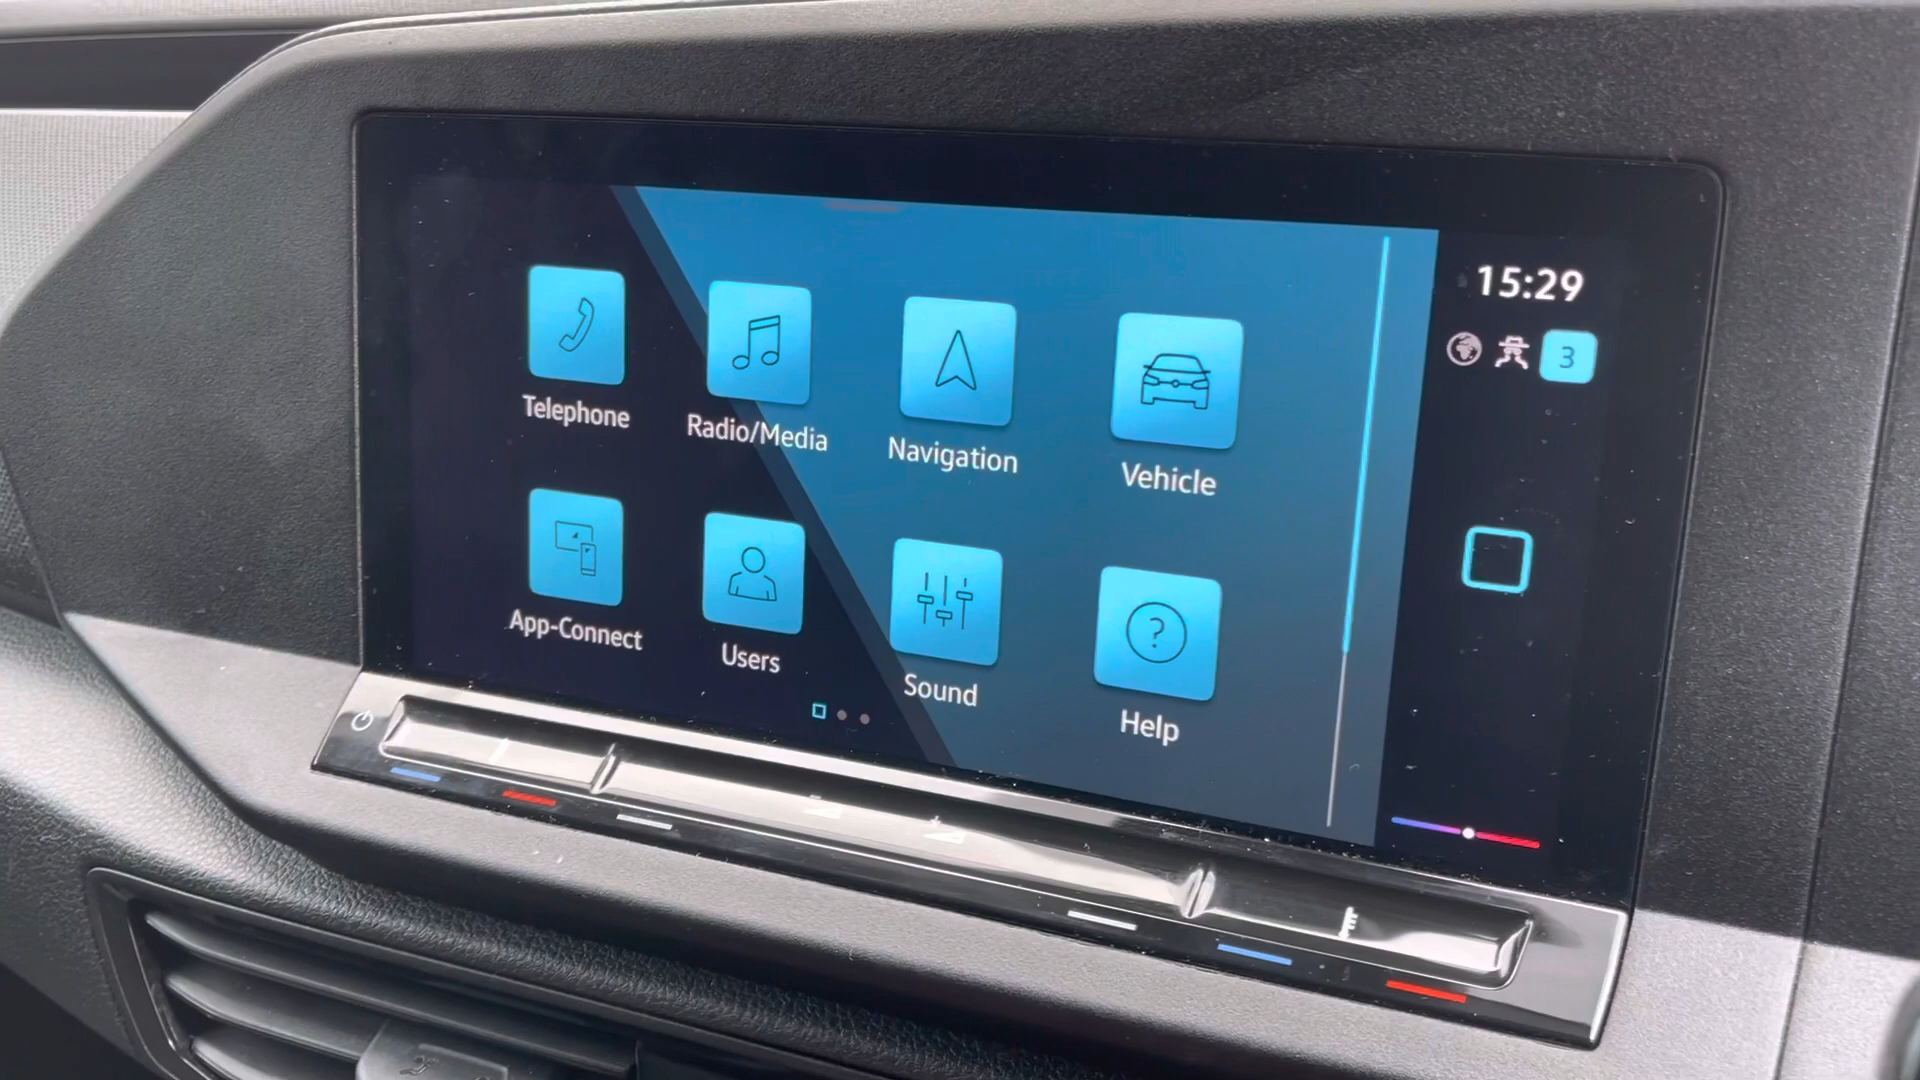 15:29
3
Telephone
Radio/Media
Navigation
Vehicle
App-Connect
Users
Sound
Help
?